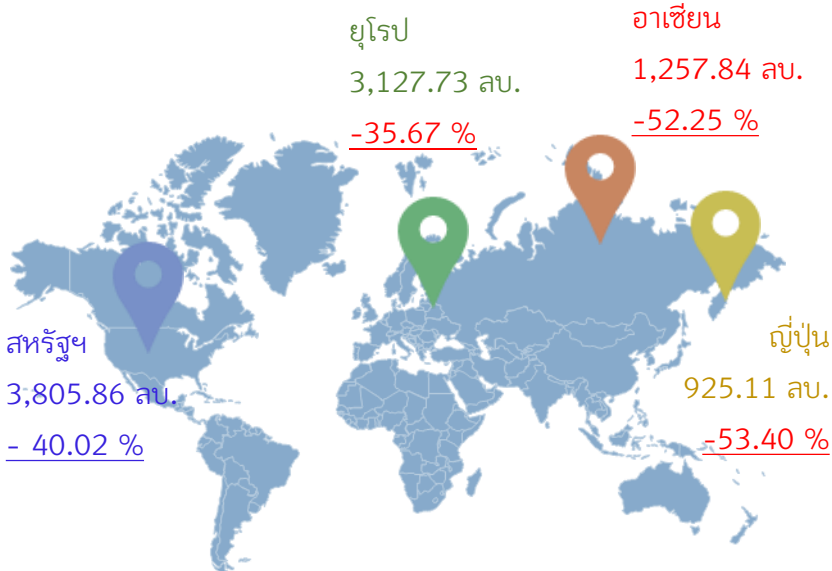 อาเซียน
1,257.84 ลบ.
-52.25 %
ยุโรป
3,127.73 ลบ.
-35.67 %
สหรัฐฯ
3,805.86 ลบ.
- 40.02 %
ญี่ปุ่น
925.11 ลบ.
-53.40 %